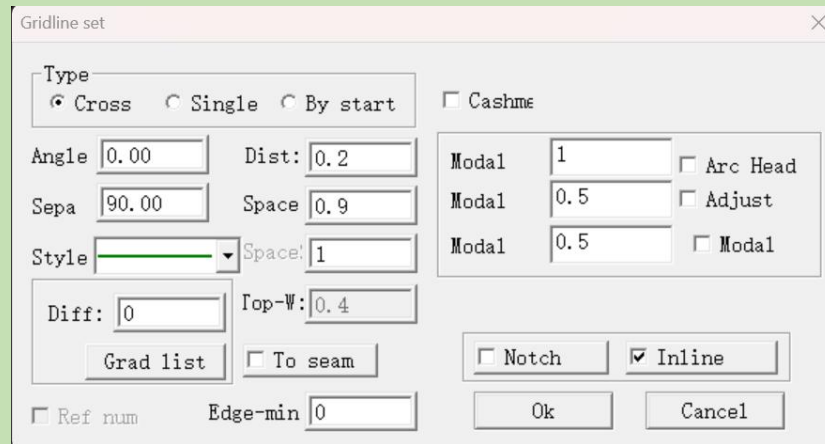 Gridline set
Type
Cross Single By start
Cashme
Angle 0.00 Dist: 0.2
Modal 1 Arc Head
Sepa 90.00 Space 0.9
Modal 0.5 Adjust
Style Space: 1
Modal 0.5 Modal
Diff: 0 Top-W: 0.4
Grad list To seam
Notch Inline
Ref num Edge-min 0
Ok Cancel